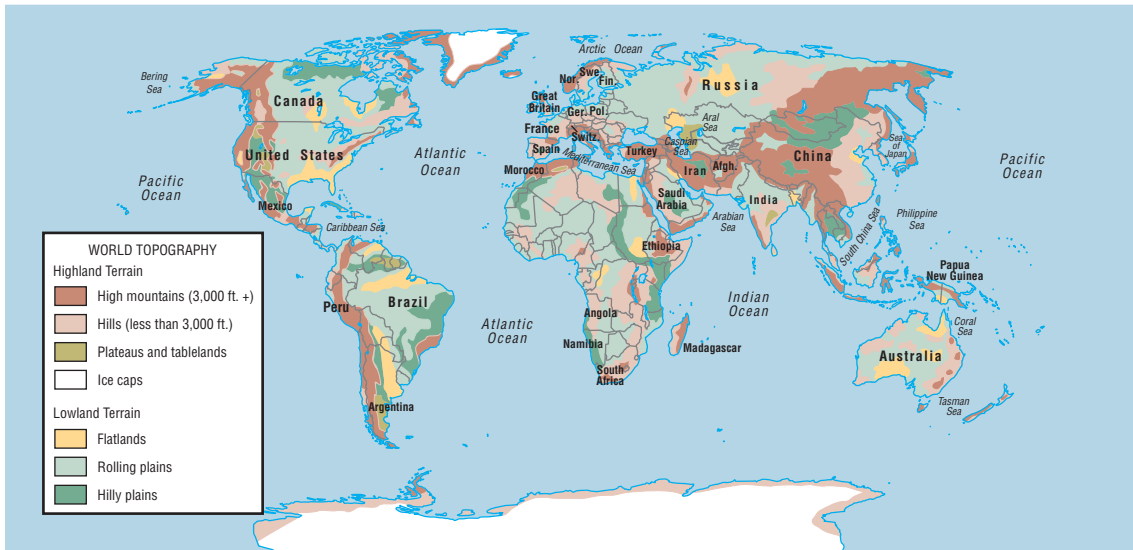 Arctic Ocean
Bering
Sea
Nor.
Swe.
Fin.
Russia
Canada
Great
Britain
Ger.
Pol.
Aral
Sea
France
Switz.
Caspian
Sea
Sea
of
Japan
United States
Atlantic
Ocean
Spain
Mediterranean Sea
Turkey
Iran
Afgh.
China
Pacific
Ocean
Morocco
Pacific
Ocean
Mexico
Saudi
Arabia
India
Caribbean Sea
Arabian
Sea
South China Sea
Philippine
Sea
Ethiopia
WORLD TOPOGRAPHY
Highland Terrain
High mountains (3,000 ft. +)
Hills (less than 3,000 ft.)
Plateaus and tablelands
Ice caps
Lowland Terrain
Flatlands
Rolling plains
Hilly plains
Peru
Brazil
Papua
New Guinea
Indian
Ocean
Angola
Atlantic
Ocean
Coral
Sea
Namibia
Madagascar
Australia
South
Africa
Argentina
Tasman
Sea